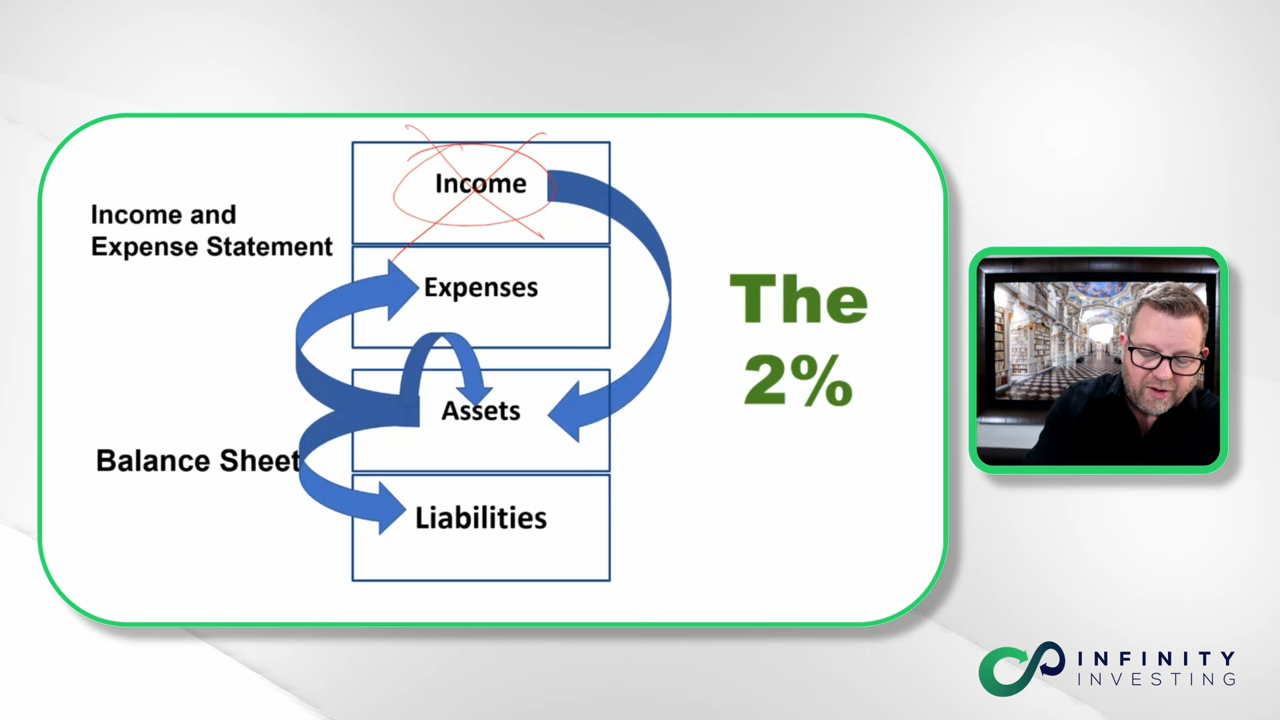 Income and
Expense Statement
Income
Expenses
Assets
Balance Sheet
Liabilities
The
2%
INFINITY
INVESTING